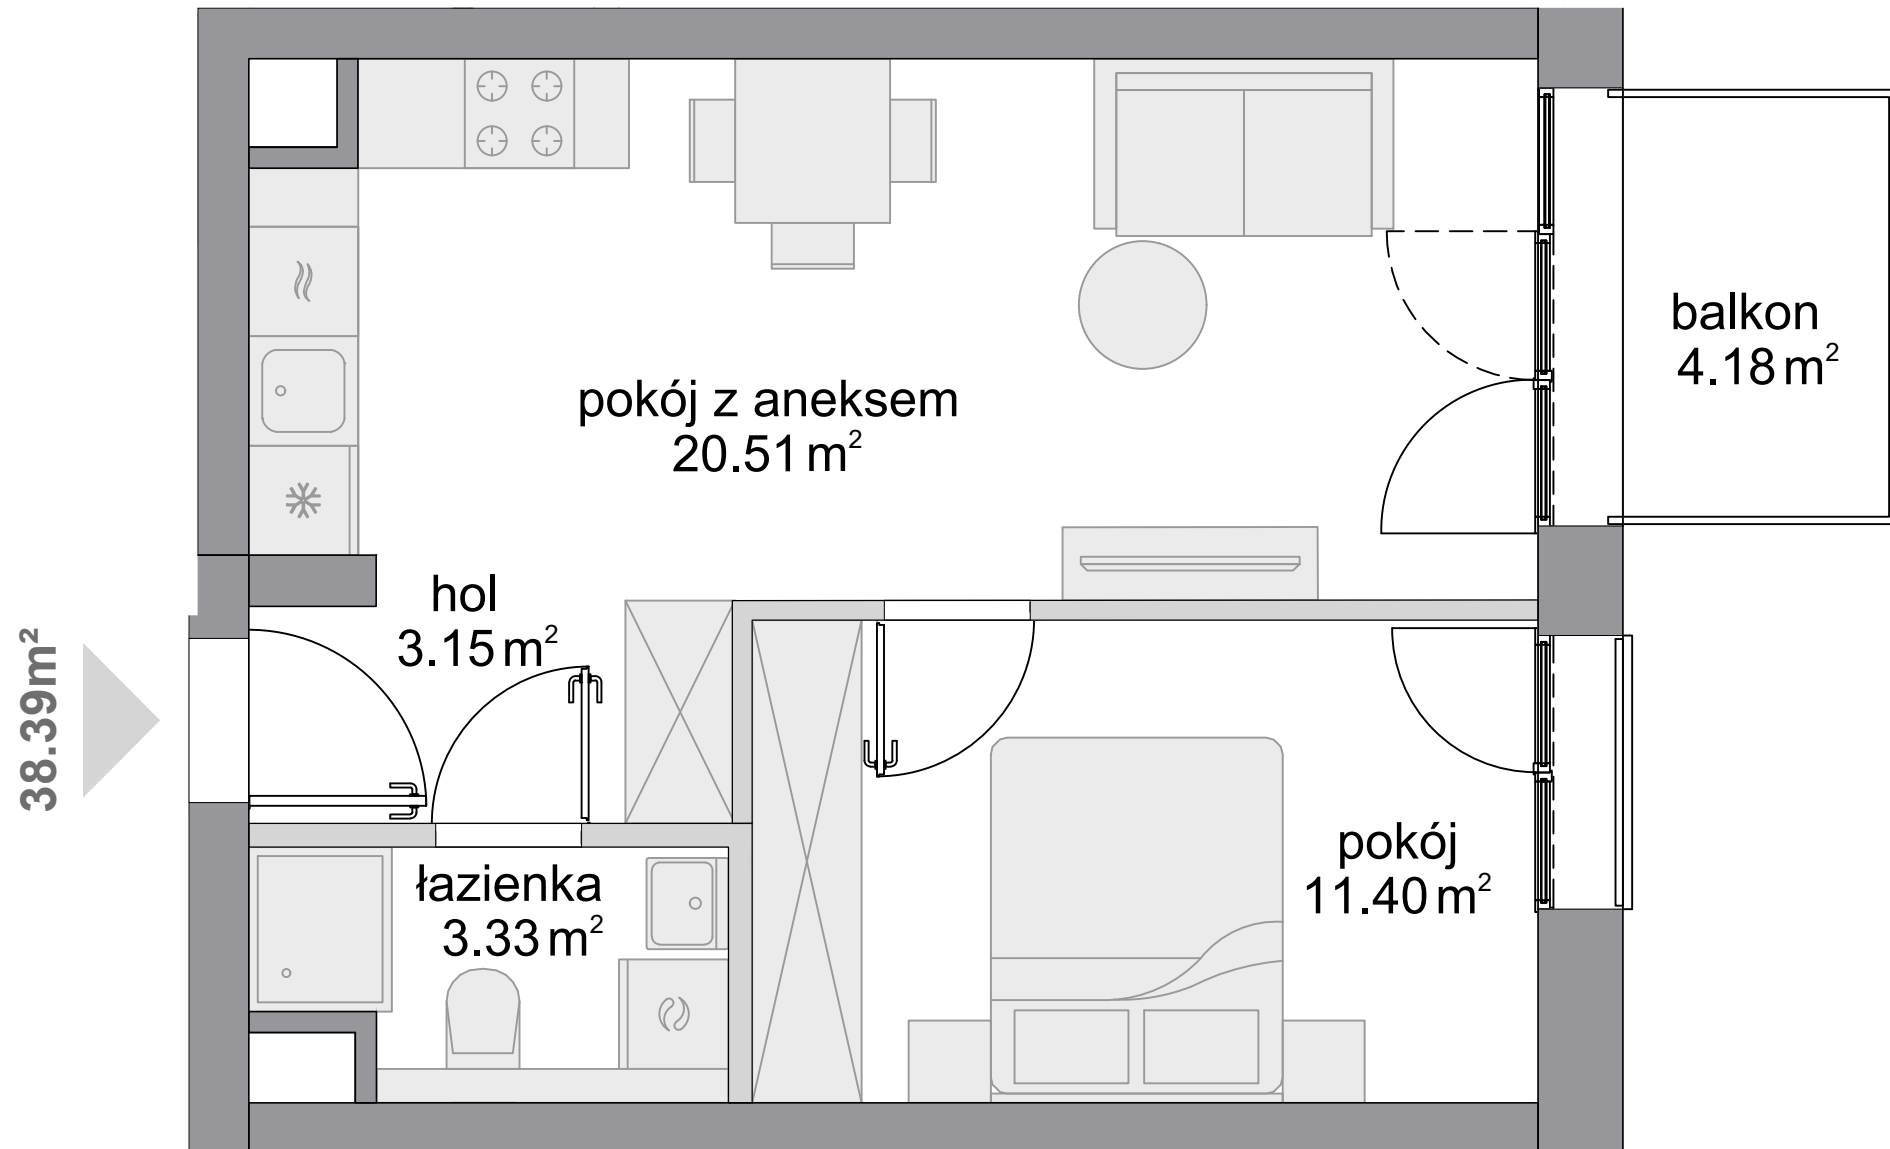 pokój z aneksem
20.51 m²
balkon
4.18 m²
hol
3.15 m²
38.39m²
łazienka
3.33 m²
pokój
11.40 m²